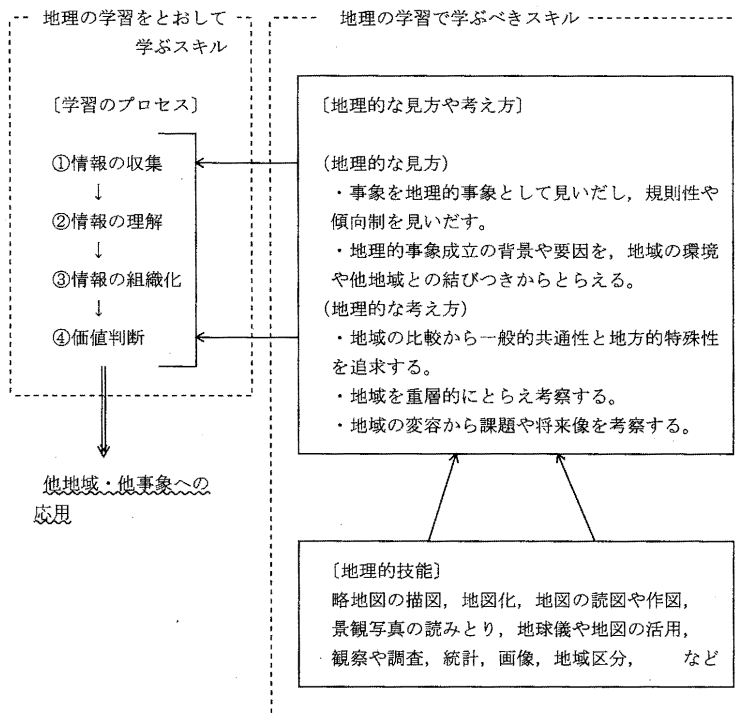 地理の学習をとおして
学ぶスキル
〔学習のプロセス〕
①情報の収集
↓
②情報の理解
↓
③情報の組織化
↓
④価値判断
他地域・他事象への
応用
地理の学習で学ぶべきスキル
〔地理的な見方や考え方〕
(地理的な見方)
・事象を地理的事象として見いだし，規則性や
傾向制を見いだす。
・地理的事象成立の背景や要因を，地域の環境
や他地域との結びつきからとらえる。
(地理的な考え方)
・地域の比較から一般的共通性と地方的特殊性
を追求する。
・地域を重層的にとらえ考察する。
・地域の変容から課題や将来像を考察する。
〔地理的技能〕
略地図の描図，地図化，地図の読図や作図，
景観写真の読みとり，地球儀や地図の活用，
観察や調査，統計，画像，地域区分，　など